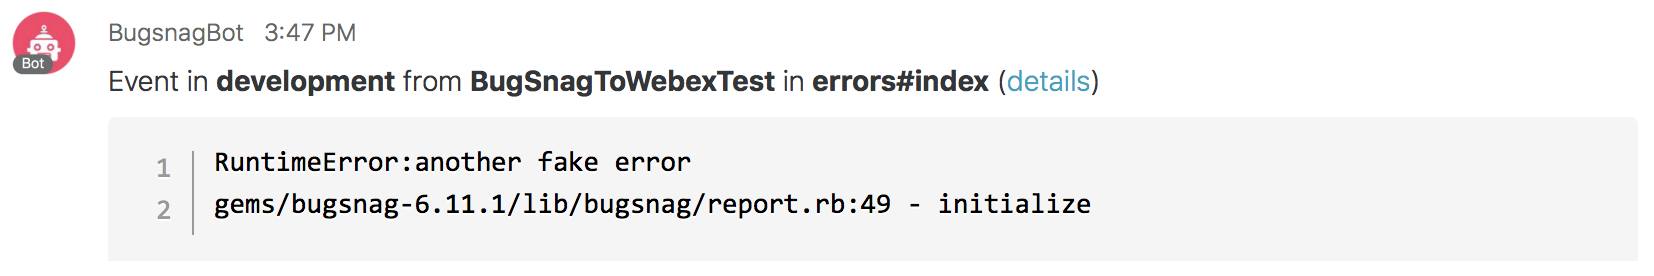 BugsnagBot 3:47 PM
Bot
Event in development from BugSnagToWebexTest in errors#index (details)
1 RuntimeError:another fake error
2 gems/bugsnag-6.11.1/lib/bugsnag/report.rb:49 - initialize